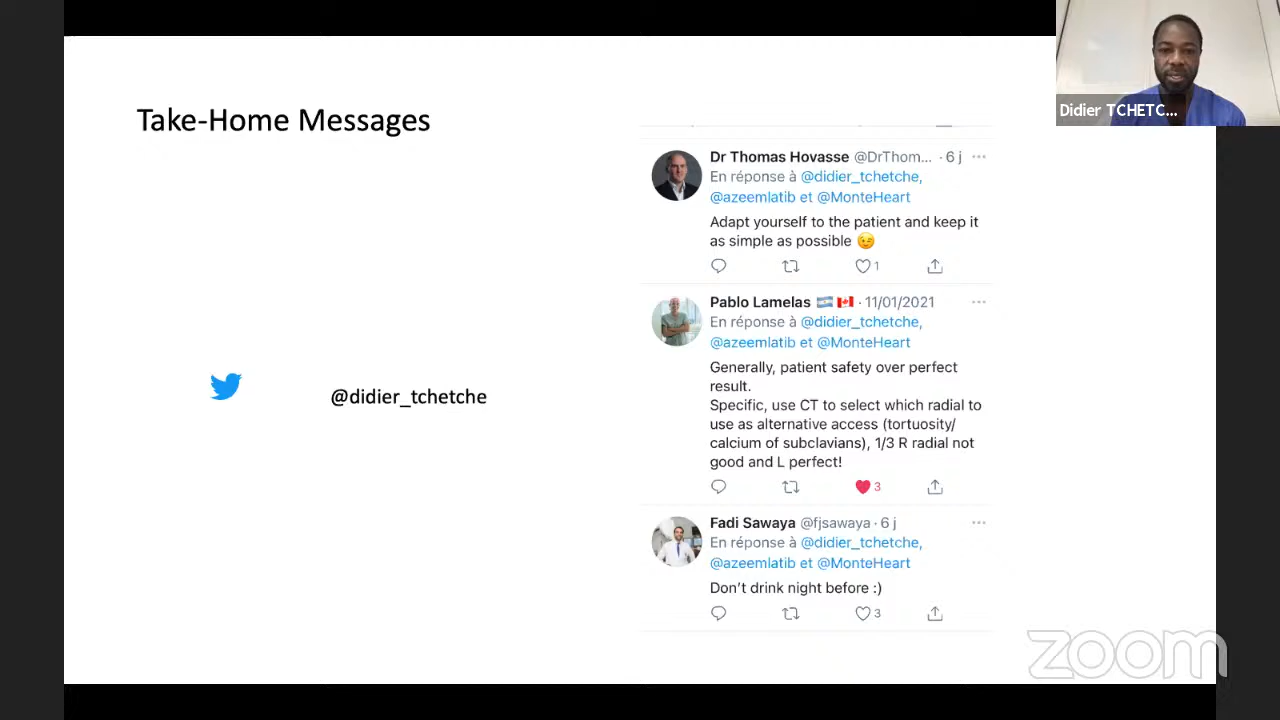 Take-Home Messages
@didier_tchetche
Dr Thomas Hovasse @DrThom... · 6 j
En réponse à @didier_tchetche,
@azeemlatib et @MonteHeart
Adapt yourself to the patient and keep it
as simple as possible 😉
1
Pablo Lamelas 🇦🇷 🇨🇦 · 11/01/2021
En réponse à @didier_tchetche,
@azeemlatib et @MonteHeart
Generally, patient safety over perfect
result.
Specific, use CT to select which radial to
use as alternative access (tortuosity/
calcium of subclavians), 1/3 R radial not
good and L perfect!
3
Fadi Sawaya @fjsawaya · 6 j
En réponse à @didier_tchetche,
@azeemlatib et @MonteHeart
Don't drink night before :)
3
Didier TCHETC...
zoom